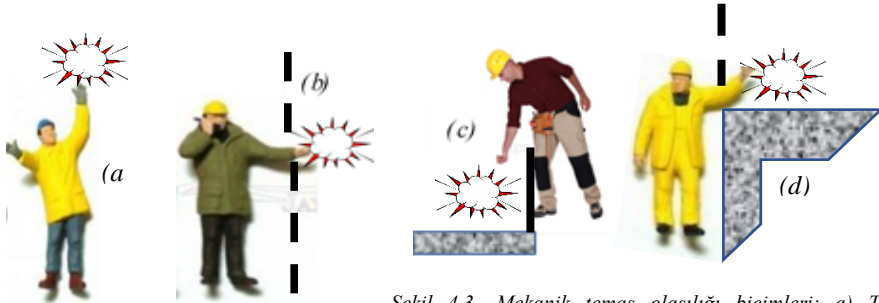 (b)
(c)
(a
(d)
Şekil 4.3. Mekanik temas olasılığı biçimleri: a) T